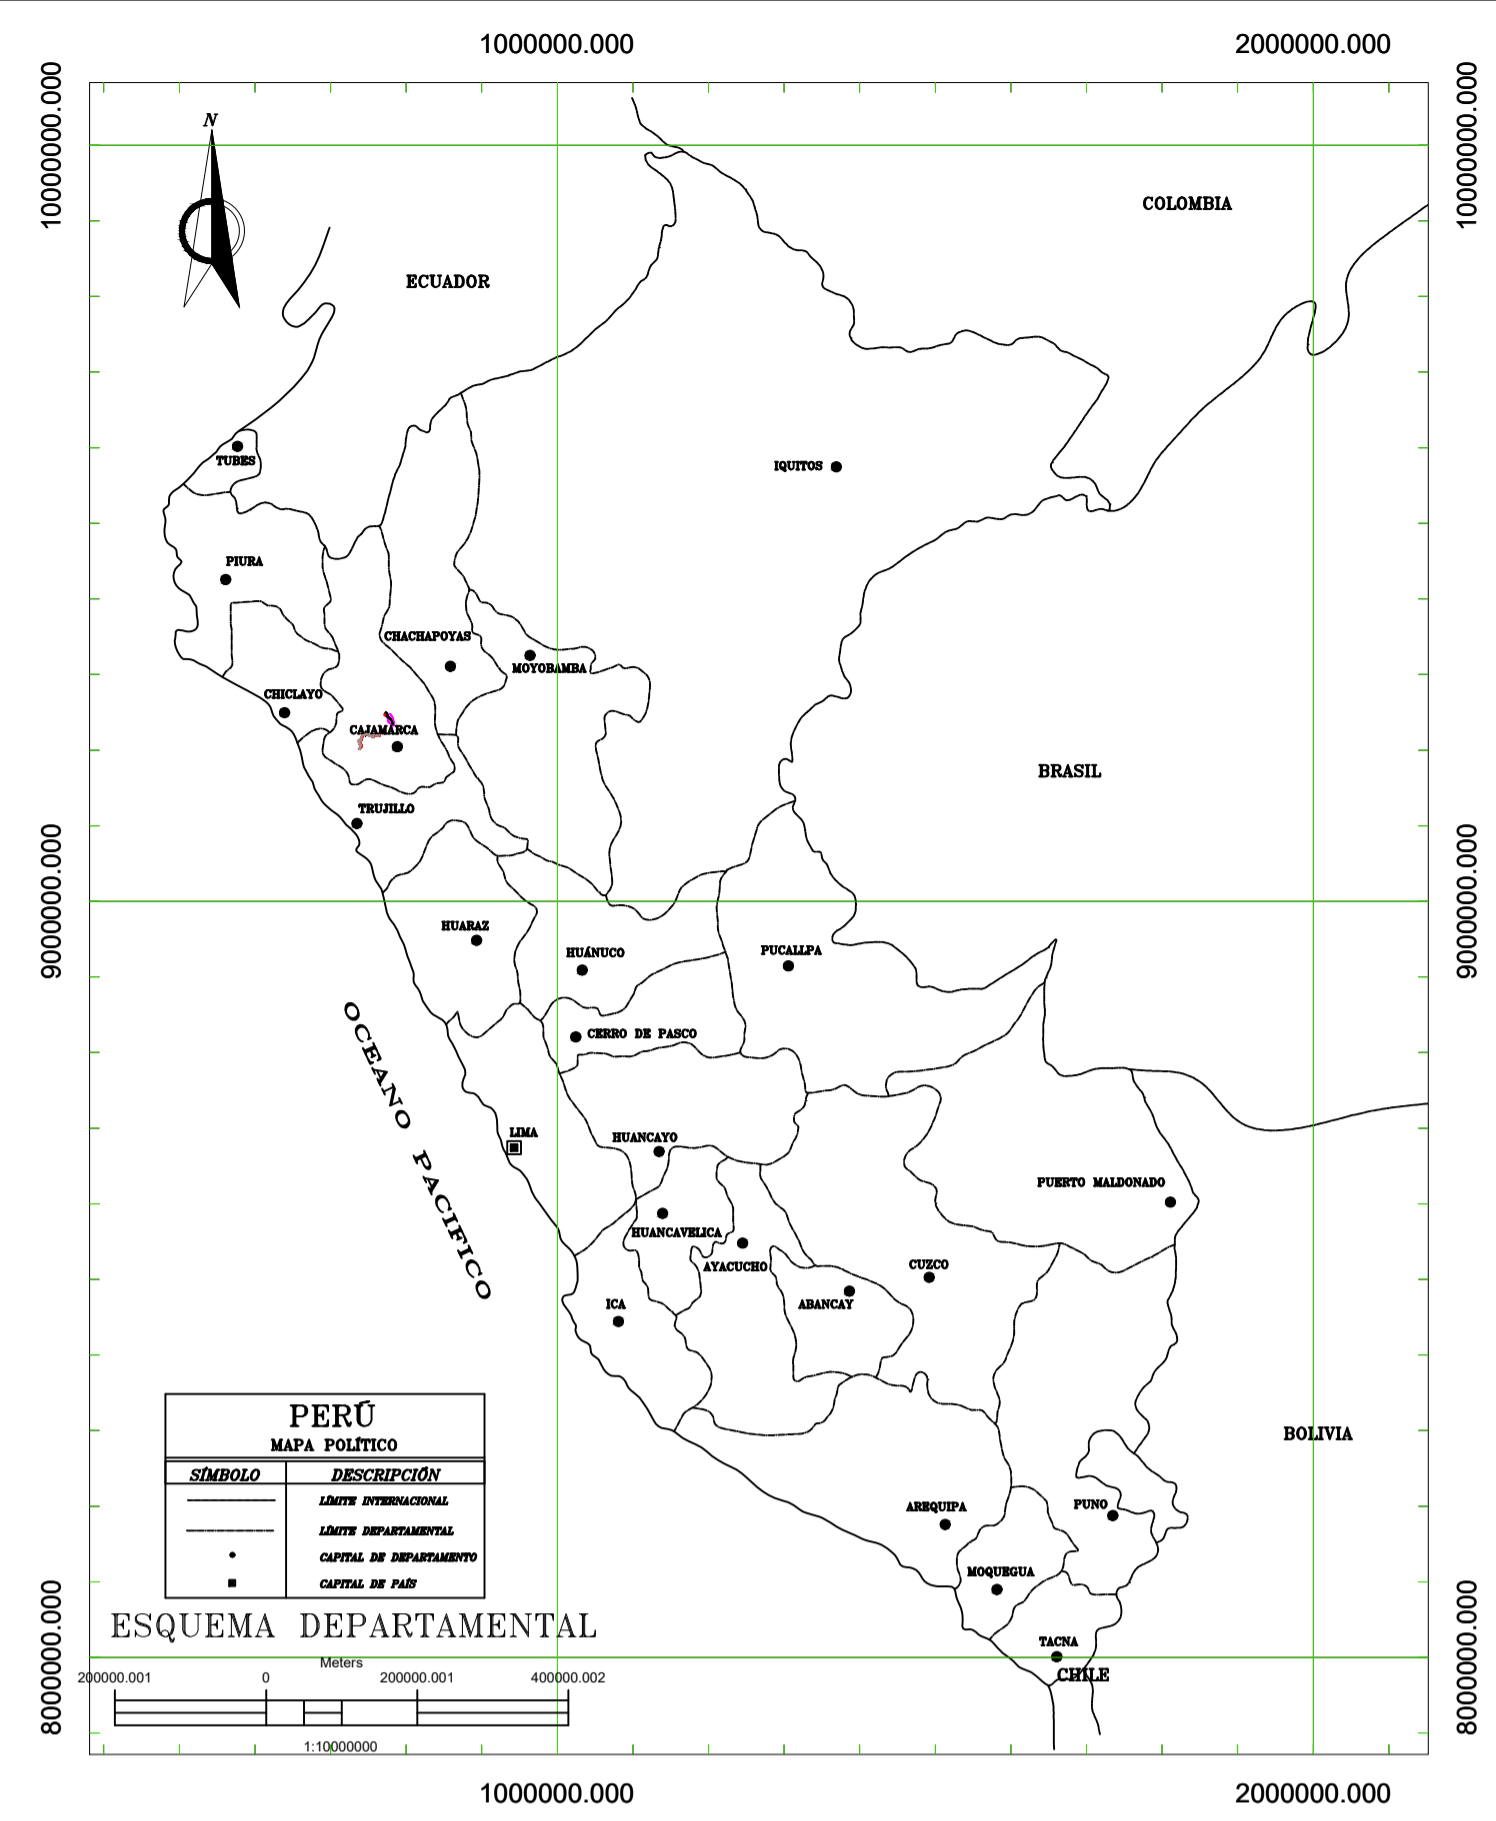 1000000.000 2000000.000
10000000.000 10000000.000
N
COLOMBIA
ECUADOR
TUBES
IQUITOS
PIURA
CHACHAPOYAS
MOYOBAMBA
CHICLAYO
CAJAMARCA
BRASIL
TRUJILLO
9000000.000 9000000.000
HUARAZ
HUÁNUCO
PUCALLPA
CERRO DE PASCO
OCEANO PACIFICO
LIMA
HUANCAYO
PUERTO MALDONADO
HUANCAVELICA
AYACUCHO
CUZCO
ICA
ABANCAY
PERÚ
MAPA POLÍTICO
SÍMBOLO DESCRIPCIÓN
LÍMITE INTERNACIONAL
LÍMITE DEPARTAMENTAL
CAPITAL DE DEPARTAMENTO
CAPITAL DE PAÍS
BOLIVIA
AREQUIPA
PUNO
MOQUEGUA
TACNA
CHILE
ESQUEMA DEPARTAMENTAL
Meters
200000.001 0 200000.001 400000.002
1:10000000
8000000.000 8000000.000
1000000.000 2000000.000